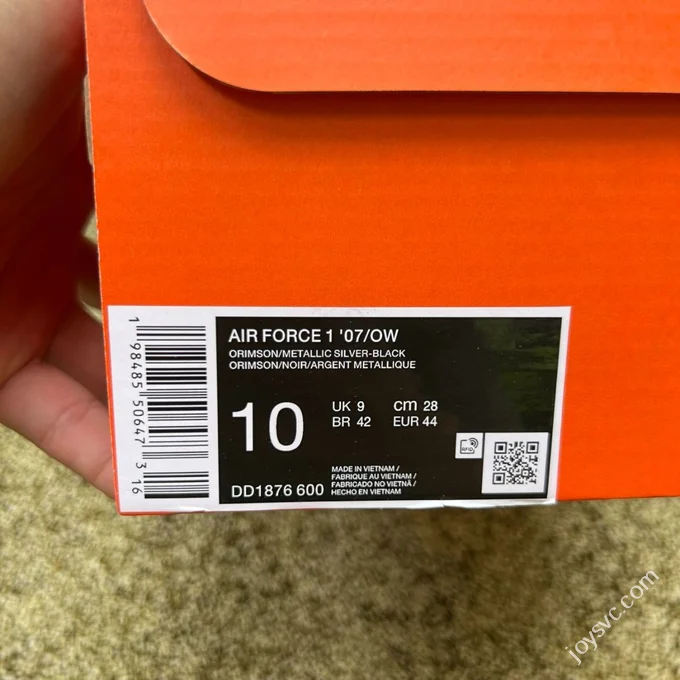 AIR FORCE 1 '07/OW
ORIMSON/METALLIC SILVER-BLACK
ORIMSON/NOIR/ARGENT METALLIQUE
10
UK 9 cm 28
BR 42 EUR 44
DD1876 600
MADE IN VIETNAM /
FABRIQUE AU VIETNAM /
FABRICADO NO VIETNÃ /
HECHO EN VIETNAM
RFID
1 98485 50647 3 16
joysvc.com